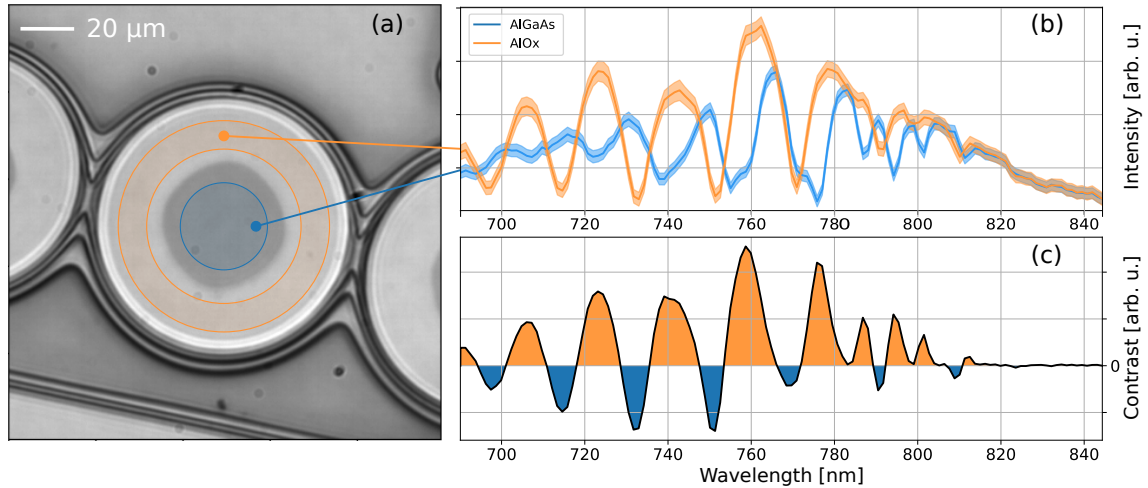 20 μm
(a)
AlGaAs
AlOx
(b)
Intensity [arb. u.]
700
720
740
760
780
800
820
840
(c)
0
Contrast [arb. u.]
700
720
740
760
780
800
820
840
Wavelength [nm]